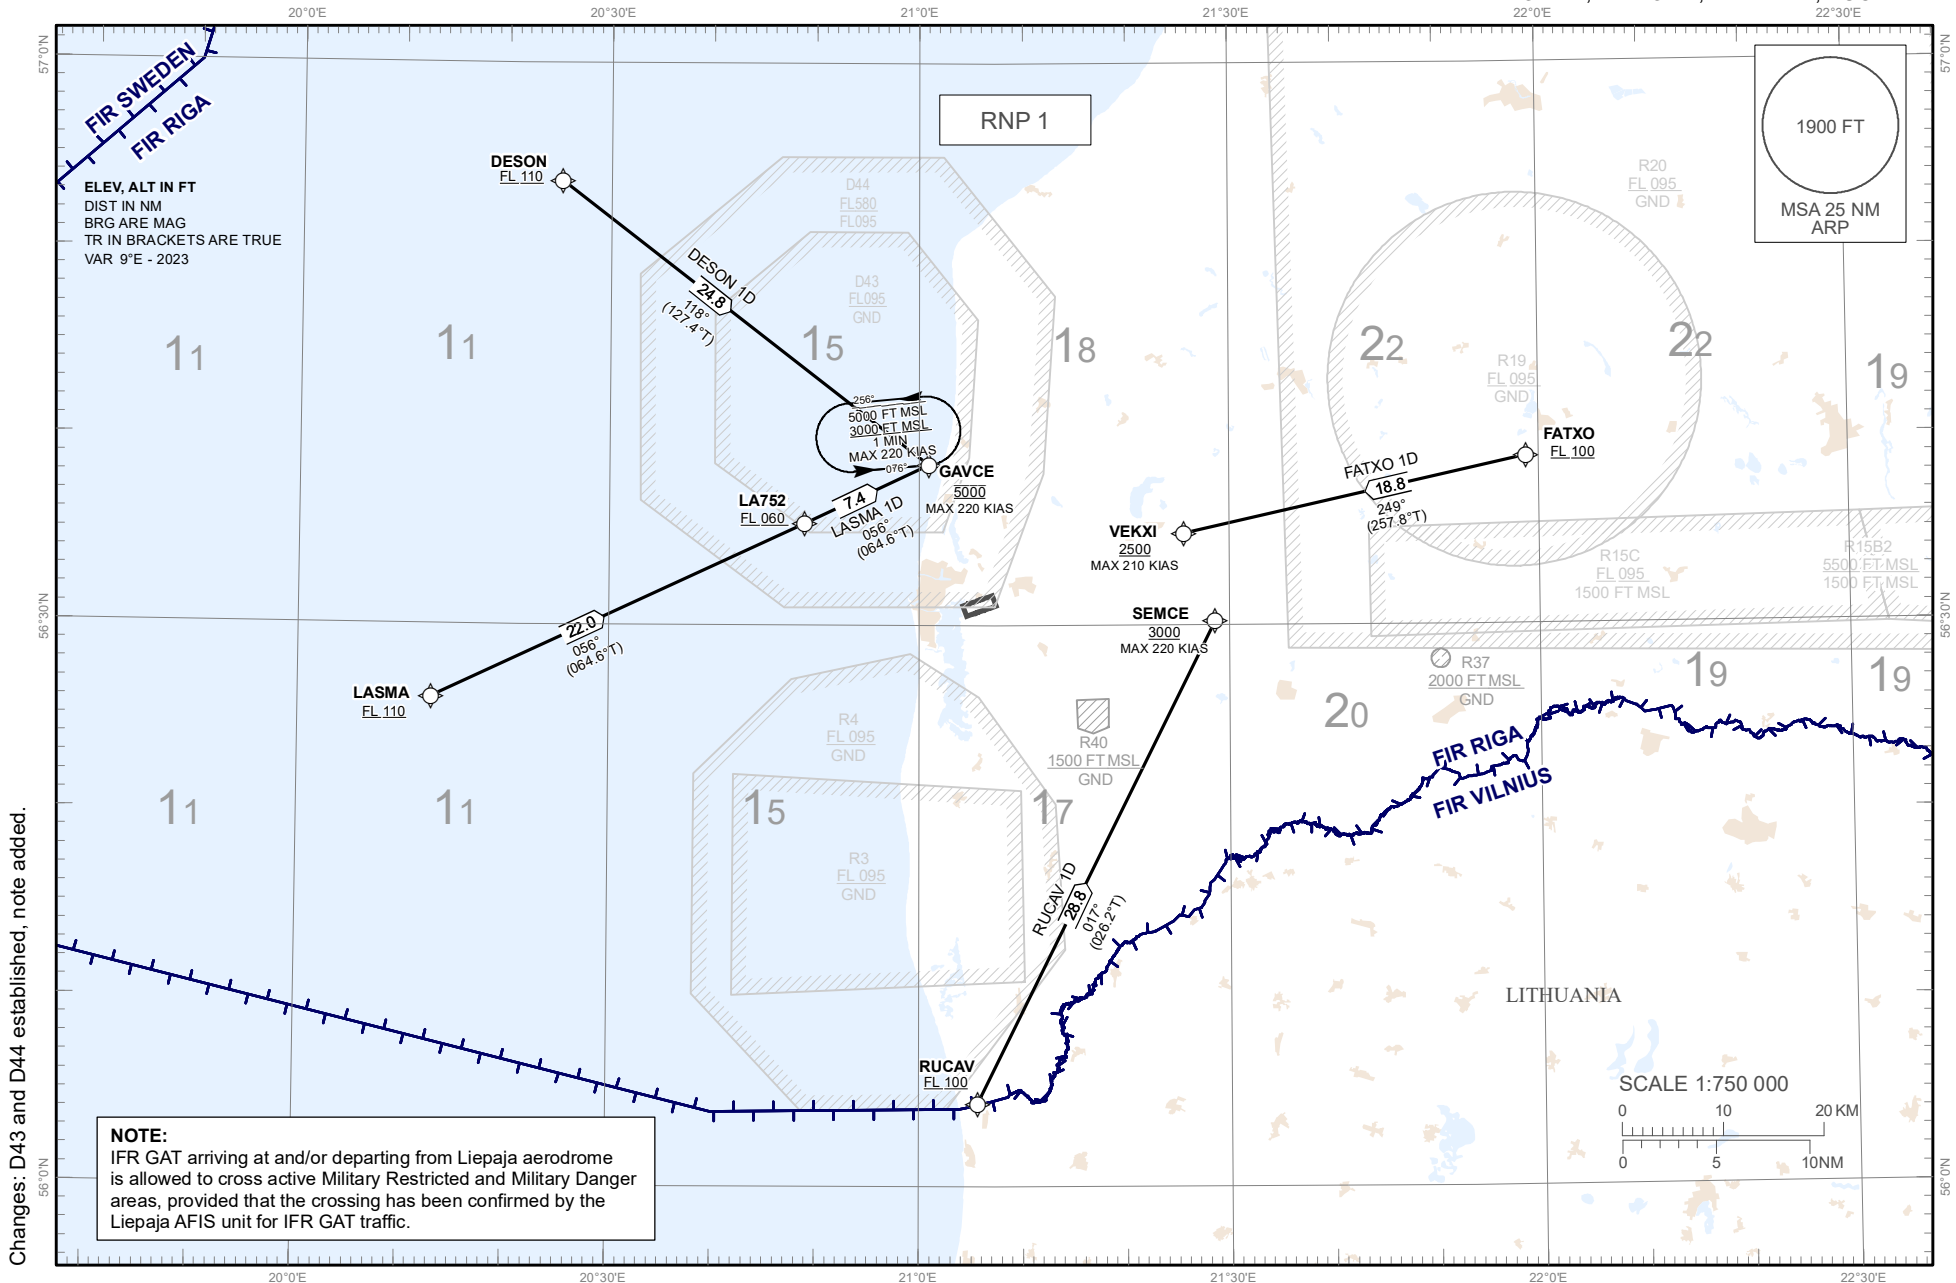 20°0'E
20°30'E
21°0'E
21°30'E
22°0'E
22°30'E
57°0'N
57°0'N
FIR SWEDEN
FIR RIGA
RNP 1
1900 FT
MSA 25 NM
ARP
ELEV, ALT IN FT
DIST IN NM
BRG ARE MAG
TR IN BRACKETS ARE TRUE
VAR 9°E - 2023
DESON
FL 110
D44
FL580
FL095
R20
FL 095
GND
DESON 1D
24.8
118°
(127.4°T)
D43
FL095
GND
11
11
15
18
22
22
19
R19
FL 095
GND
256°
5000 FT MSL
3000 FT MSL
1 MIN
MAX 220 KIAS
076°
GAVCE
5000
MAX 220 KIAS
LA752
FL 060
7.4
LASMA 1D
056°
(064.6°T)
FATXO
FL 100
FATXO 1D
18.8
249°
(257.8°T)
VEKXI
2500
MAX 210 KIAS
R15C
FL 095
1500 FT MSL
R15B2
5500 FT MSL
1500 FT MSL
SEMCE
3000
MAX 220 KIAS
56°30'N
56°30'N
22.0
056°
(064.6°T)
LASMA
FL 110
R37
2000 FT MSL
GND
19
19
20
R4
FL 095
GND
R40
1500 FT MSL
GND
FIR RIGA
FIR VILNIUS
11
11
15
17
R3
FL 095
GND
RUCAV 1D
28.8
017°
(026.2°T)
LITHUANIA
RUCAV
FL 100
SCALE 1:750 000
0 10 20 KM
0 5 10NM
NOTE:
IFR GAT arriving at and/or departing from Liepaja aerodrome
is allowed to cross active Military Restricted and Military Danger
areas, provided that the crossing has been confirmed by the
Liepaja AFIS unit for IFR GAT traffic.
56°0'N
56°0'N
Changes: D43 and D44 established, note added.
20°0'E
20°30'E
21°0'E
21°30'E
22°0'E
22°30'E